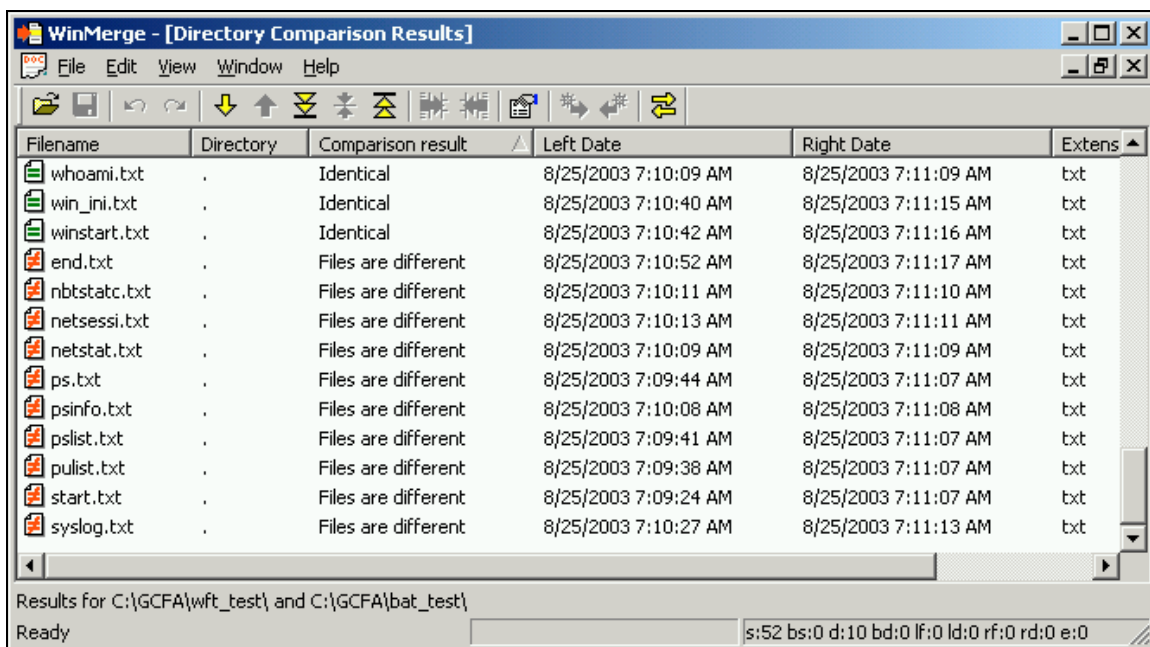 WinMerge - [Directory Comparison Results]
DOC File Edit View Window Help
Filename Directory Comparison result Left Date Right Date Extens
whoami.txt . Identical 8/25/2003 7:10:09 AM 8/25/2003 7:11:09 AM txt
win_ini.txt . Identical 8/25/2003 7:10:40 AM 8/25/2003 7:11:15 AM txt
winstart.txt . Identical 8/25/2003 7:10:42 AM 8/25/2003 7:11:16 AM txt
end.txt . Files are different 8/25/2003 7:10:52 AM 8/25/2003 7:11:17 AM txt
nbtstatc.txt . Files are different 8/25/2003 7:10:11 AM 8/25/2003 7:11:10 AM txt
netsessi.txt . Files are different 8/25/2003 7:10:13 AM 8/25/2003 7:11:11 AM txt
netstat.txt . Files are different 8/25/2003 7:10:09 AM 8/25/2003 7:11:09 AM txt
ps.txt . Files are different 8/25/2003 7:09:44 AM 8/25/2003 7:11:07 AM txt
psinfo.txt . Files are different 8/25/2003 7:10:08 AM 8/25/2003 7:11:08 AM txt
pslist.txt . Files are different 8/25/2003 7:09:41 AM 8/25/2003 7:11:07 AM txt
pulist.txt . Files are different 8/25/2003 7:09:38 AM 8/25/2003 7:11:07 AM txt
start.txt . Files are different 8/25/2003 7:09:24 AM 8/25/2003 7:11:07 AM txt
syslog.txt . Files are different 8/25/2003 7:10:27 AM 8/25/2003 7:11:13 AM txt
Results for C:\GCFA\wft_test\ and C:\GCFA\bat_test\
Ready s:52 bs:0 d:10 bd:0 lf:0 ld:0 rf:0 rd:0 e:0